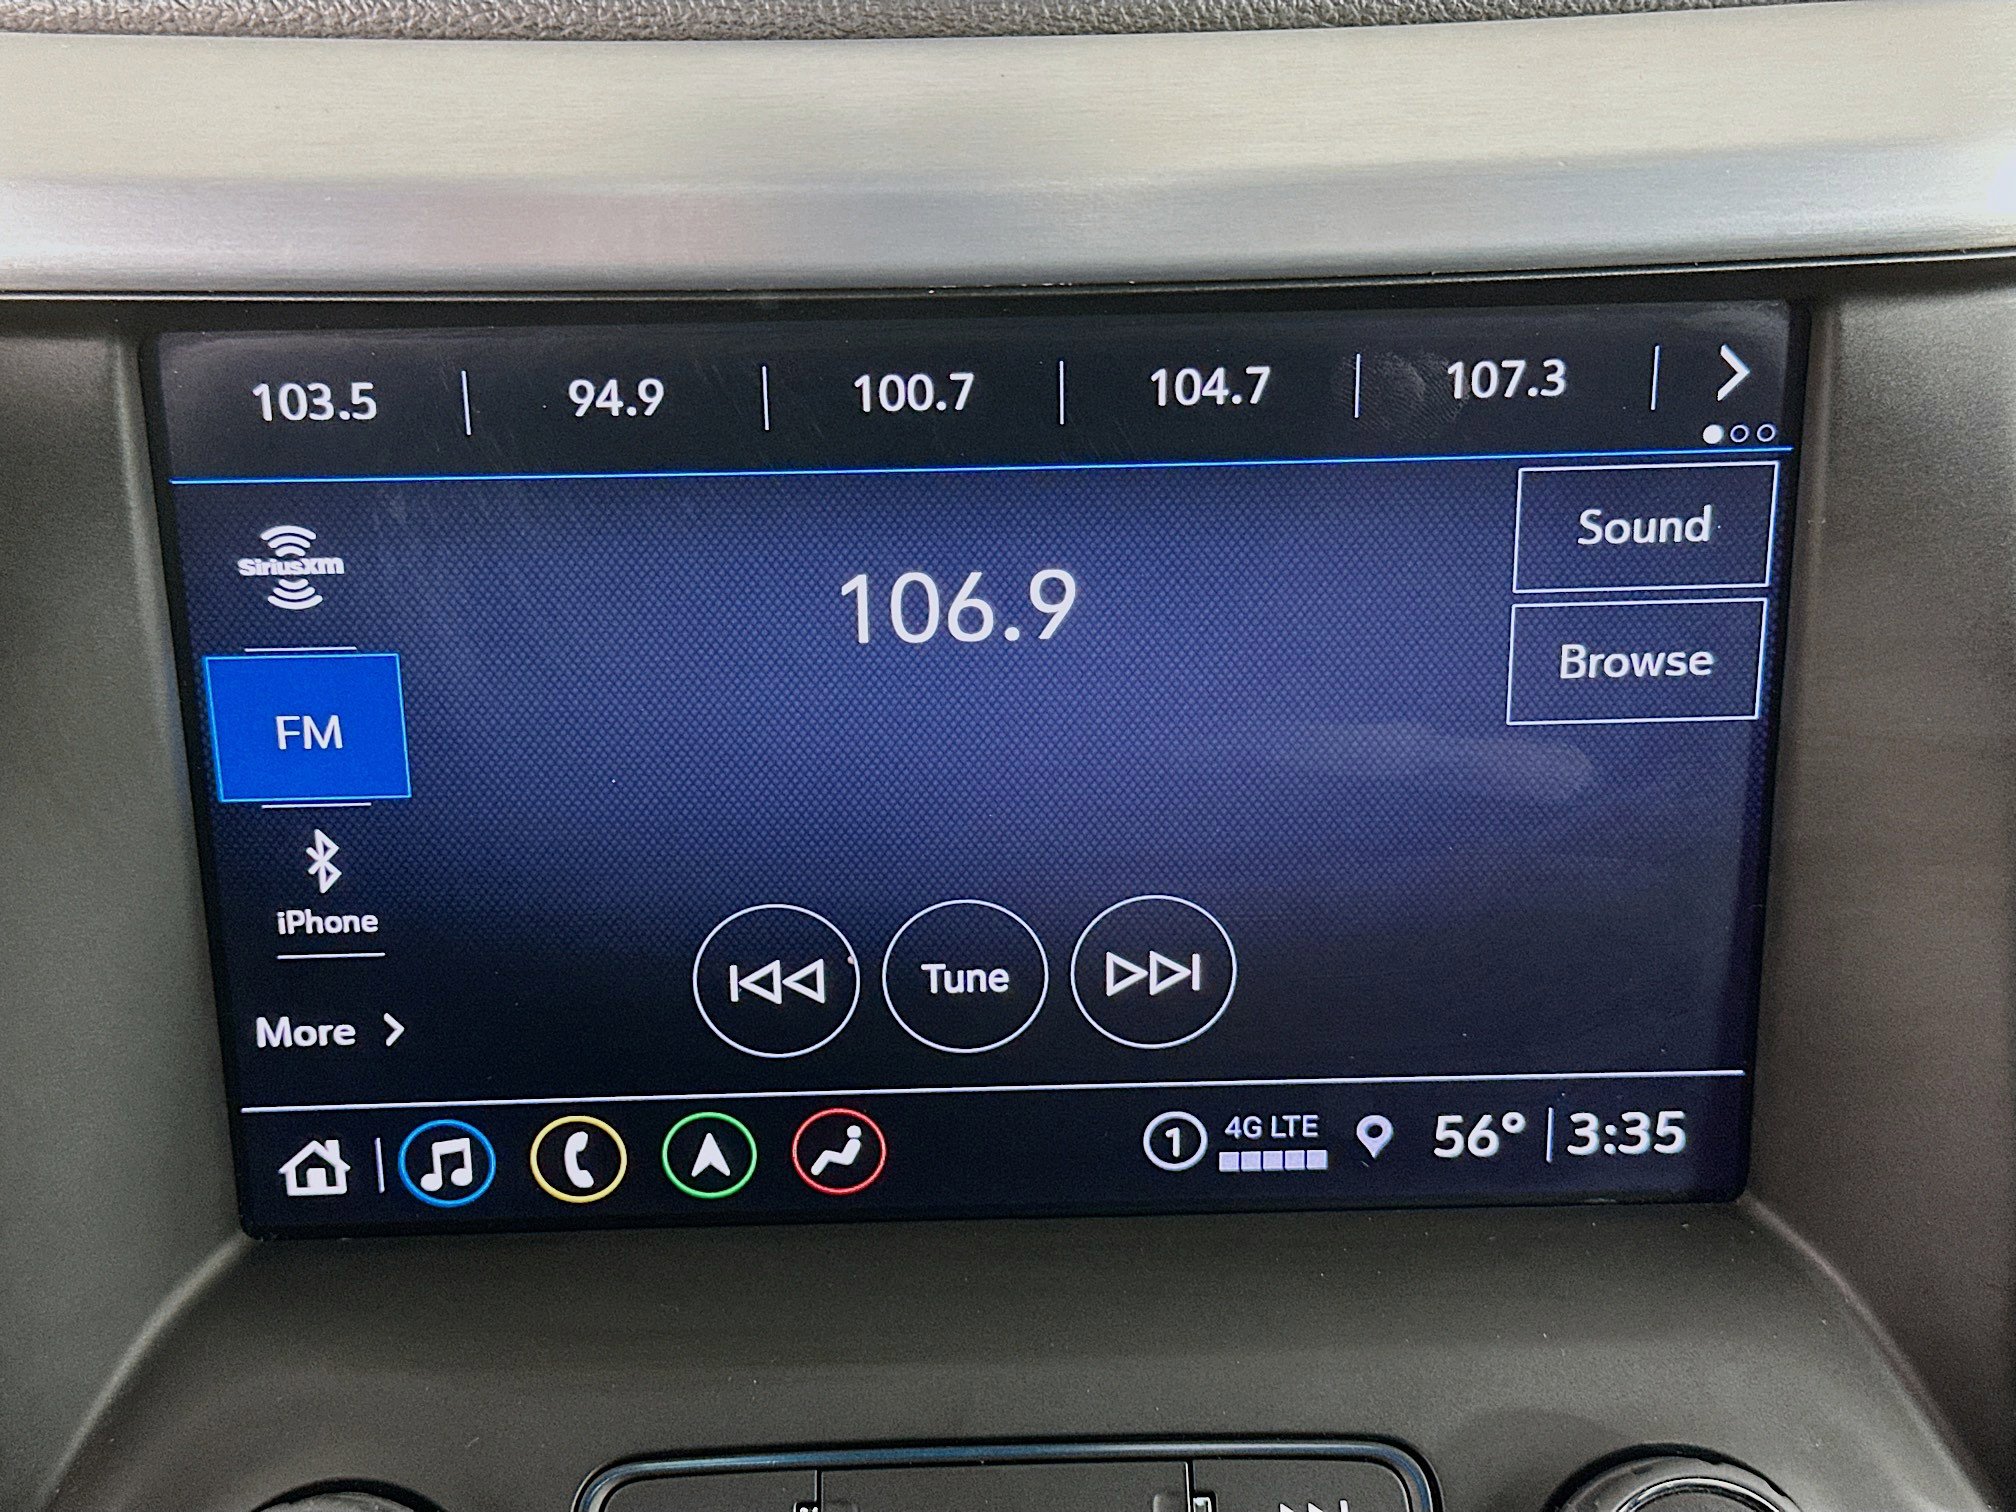 103.5 94.9 100.7 104.7 107.3
SiriusXM
Sound
106.9
Browse
FM
iPhone
Tune
More
1 4G LTE 56° 3:35